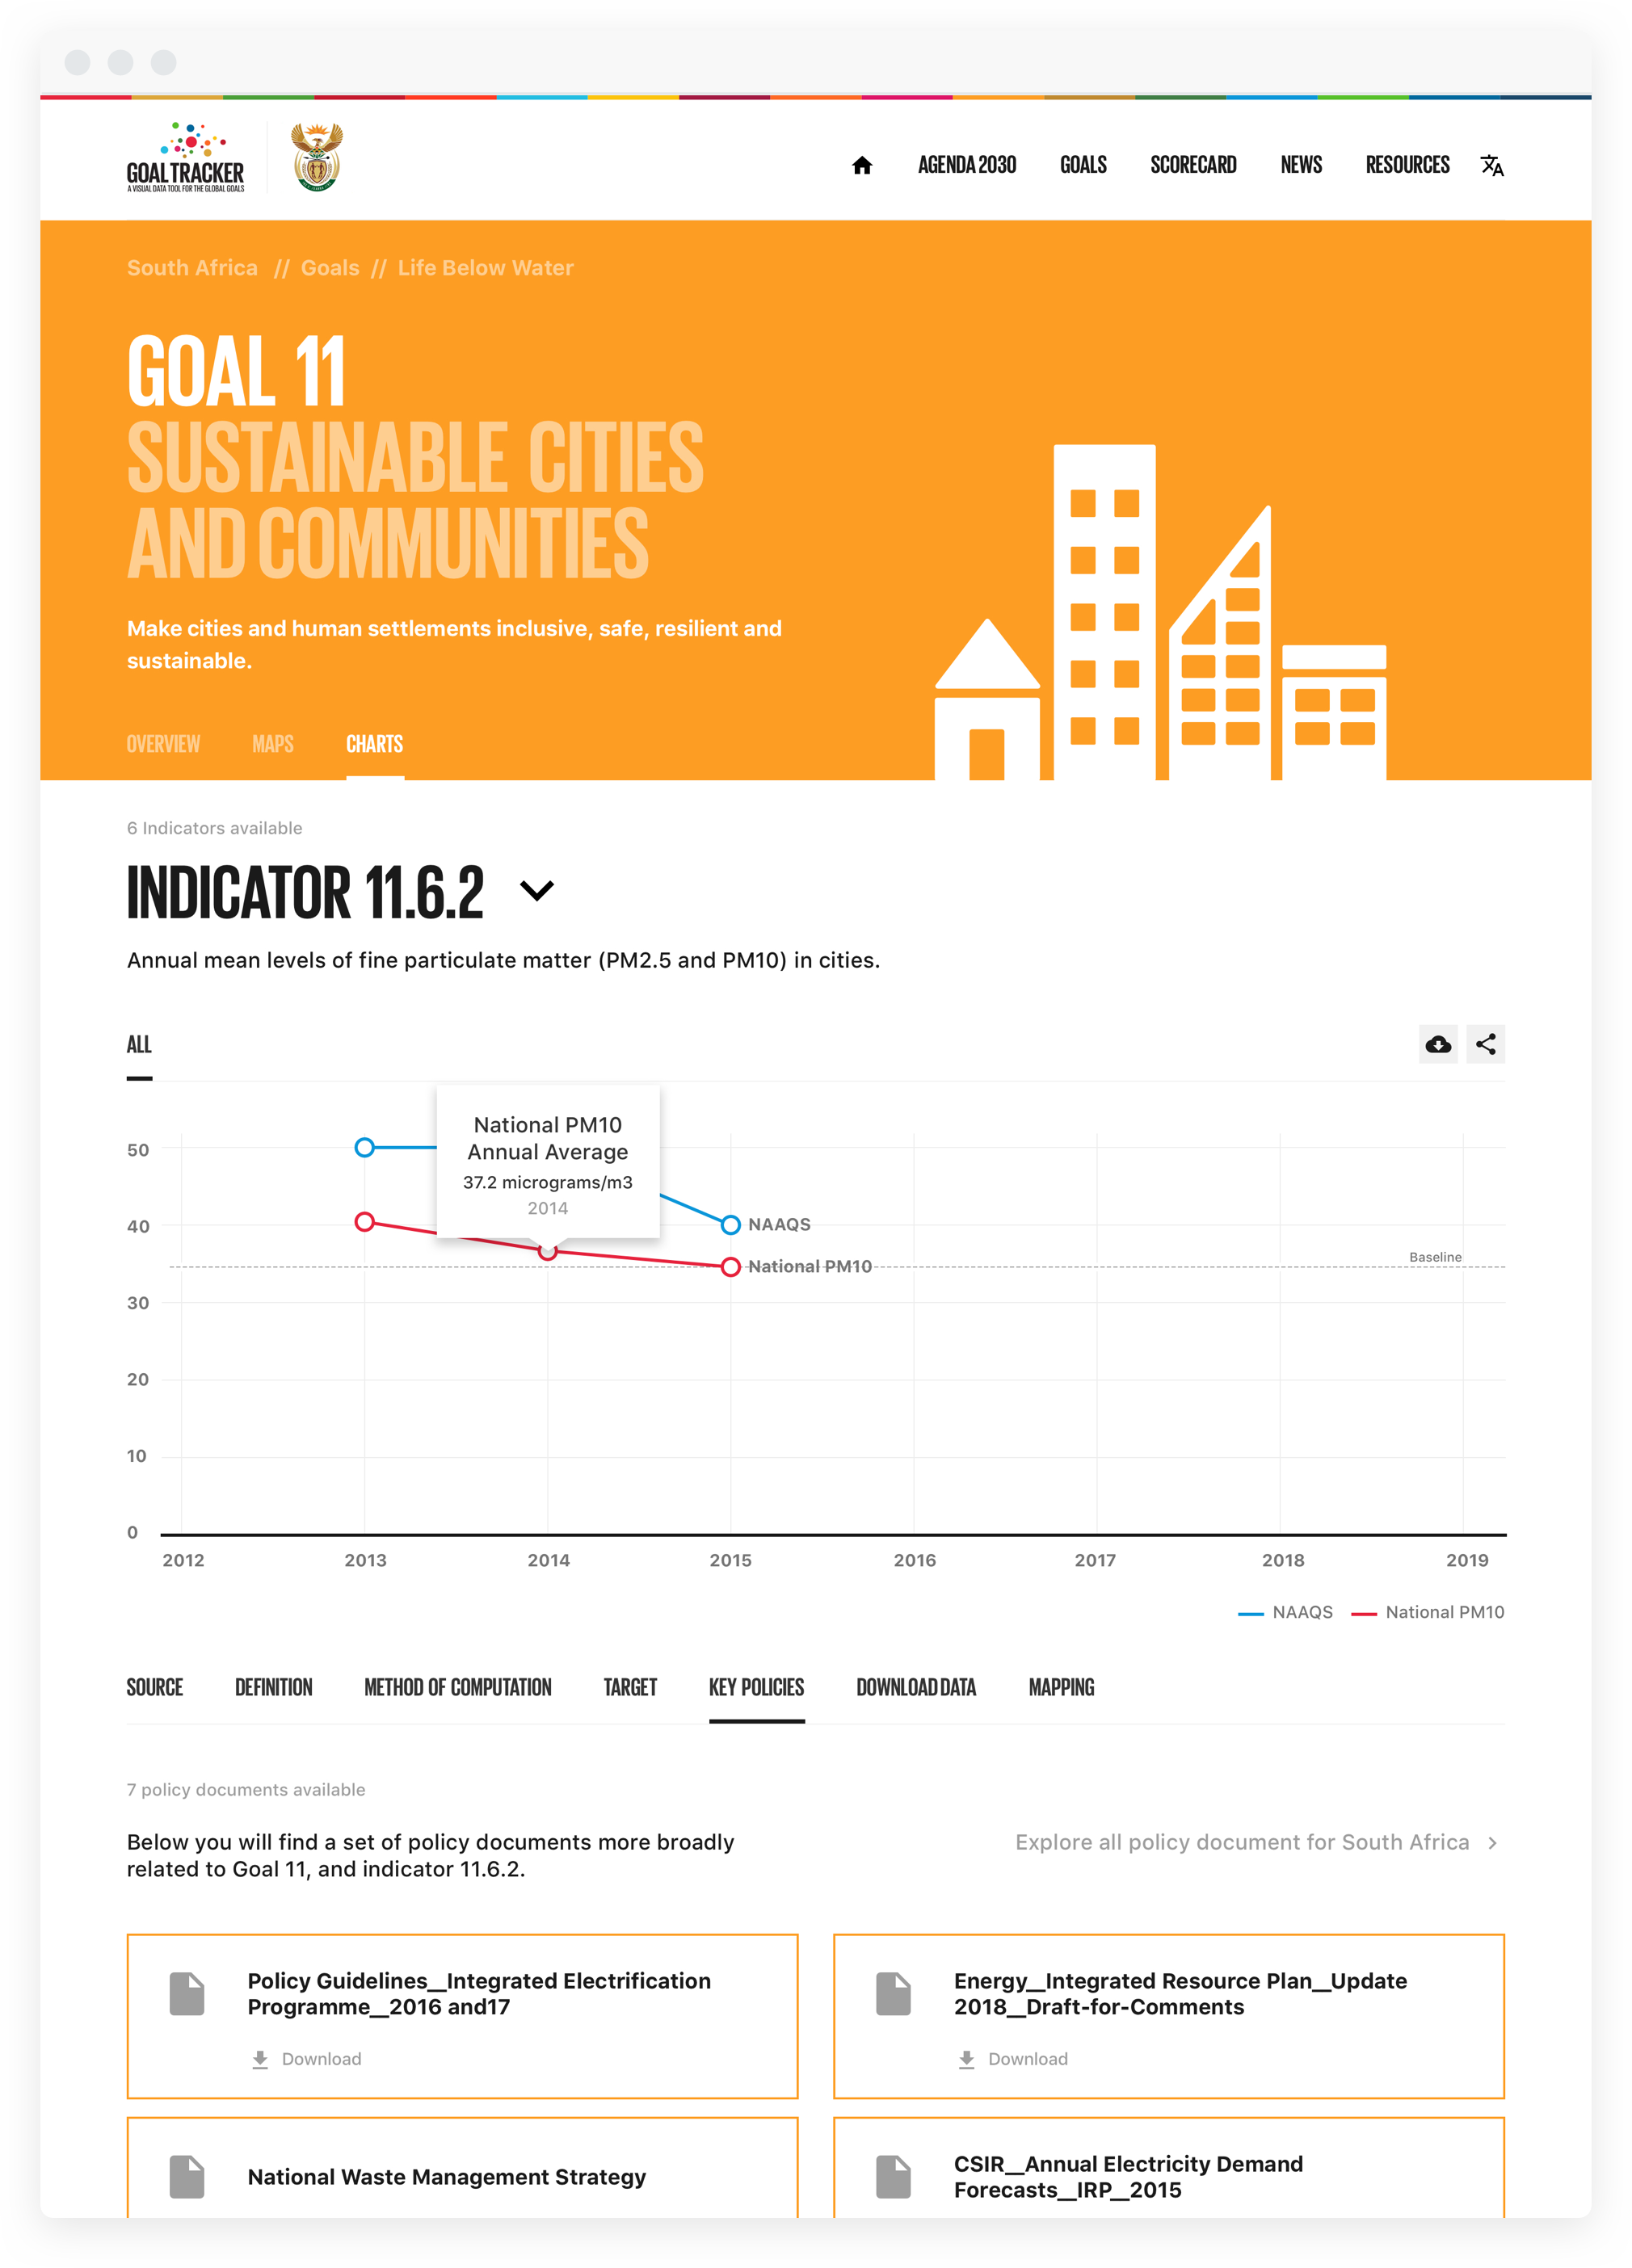 GOAL TRACKER
A VISUAL DATA TOOL FOR THE GLOBAL GOALS
AGENDA 2030
GOALS
SCORECARD
NEWS
RESOURCES
South Africa // Goals // Life Below Water
GOAL 11
SUSTAINABLE CITIES
AND COMMUNITIES
Make cities and human settlements inclusive, safe, resilient and
sustainable.
OVERVIEW
MAPS
CHARTS
6 Indicators available
INDICATOR 11.6.2
Annual mean levels of fine particulate matter (PM2.5 and PM10) in cities.
ALL
National PM10
Annual Average
37.2 micrograms/m3
2014
50
40
30
20
10
0
NAAQS
National PM10
Baseline
2012
2013
2014
2015
2016
2017
2018
2019
NAAQS
National PM10
SOURCE
DEFINITION
METHOD OF COMPUTATION
TARGET
KEY POLICIES
DOWNLOAD DATA
MAPPING
7 policy documents available
Below you will find a set of policy documents more broadly
related to Goal 11, and indicator 11.6.2.
Explore all policy document for South Africa
Policy Guidelines__Integrated Electrification
Programme__2016 and17
Download
Energy__Integrated Resource Plan__Update
2018__Draft-for-Comments
Download
National Waste Management Strategy
CSIR__Annual Electricity Demand
Forecasts__IRP__2015